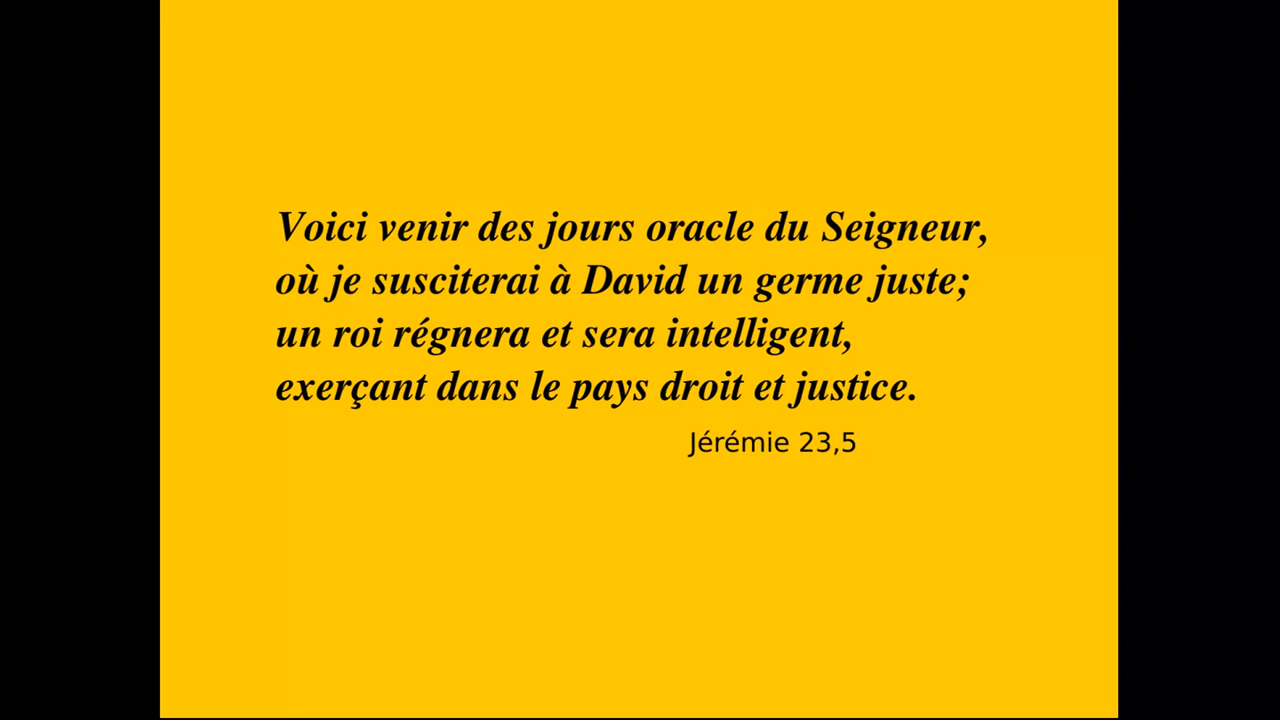 Voici venir des jours oracle du Seigneur,
où je susciterai à David un germe juste;
un roi régnera et sera intelligent,
exerçant dans le pays droit et justice.
Jérémie 23,5